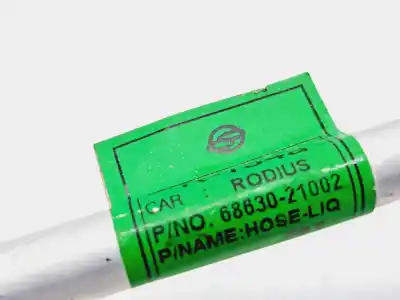 CAR RODIUS
P/NO. 68630-21002
P/NAME:HOSE-LIQ